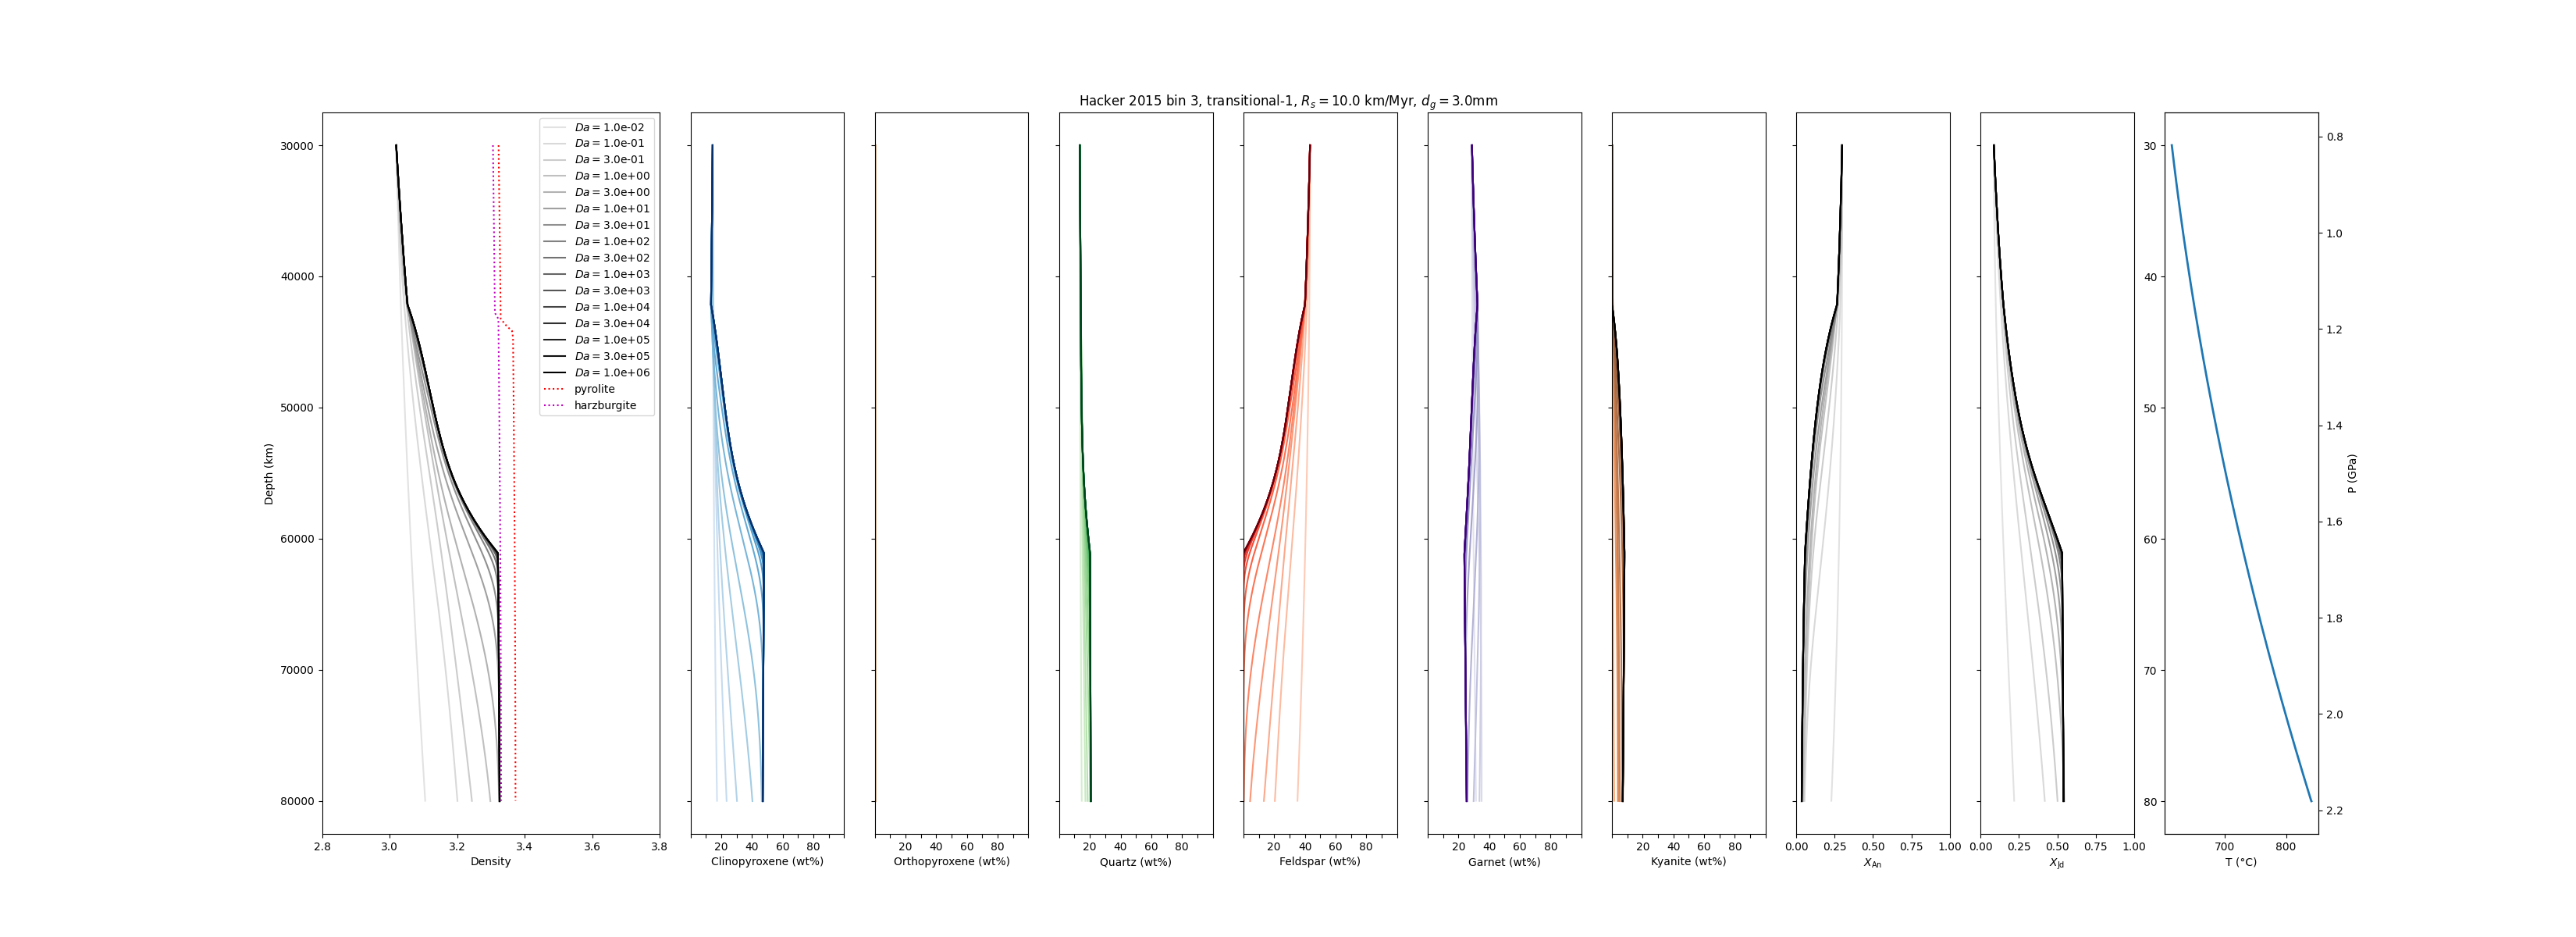 Hacker 2015 bin 3, transitional-1, R_s = 10.0 km/Myr, d_g = 3.0mm
Da = 1.0e-02
Da = 1.0e-01
Da = 3.0e-01
Da = 1.0e+00
Da = 3.0e+00
Da = 1.0e+01
Da = 3.0e+01
Da = 1.0e+02
Da = 3.0e+02
Da = 1.0e+03
Da = 3.0e+03
Da = 1.0e+04
Da = 3.0e+04
Da = 1.0e+05
Da = 3.0e+05
Da = 1.0e+06
pyrolite
harzburgite
Depth (km)
30000
40000
50000
60000
70000
80000
2.8 3.0 3.2 3.4 3.6 3.8
Density
20 40 60 80
Clinopyroxene (wt%)
20 40 60 80
Orthopyroxene (wt%)
20 40 60 80
Quartz (wt%)
20 40 60 80
Feldspar (wt%)
20 40 60 80
Garnet (wt%)
20 40 60 80
Kyanite (wt%)
0.00 0.25 0.50 0.75 1.00
X_An
0.00 0.25 0.50 0.75 1.00
X_Jd
30
40
50
60
70
80
700 800
T (°C)
0.8
1.0
1.2
1.4
1.6
1.8
2.0
2.2
P (GPa)